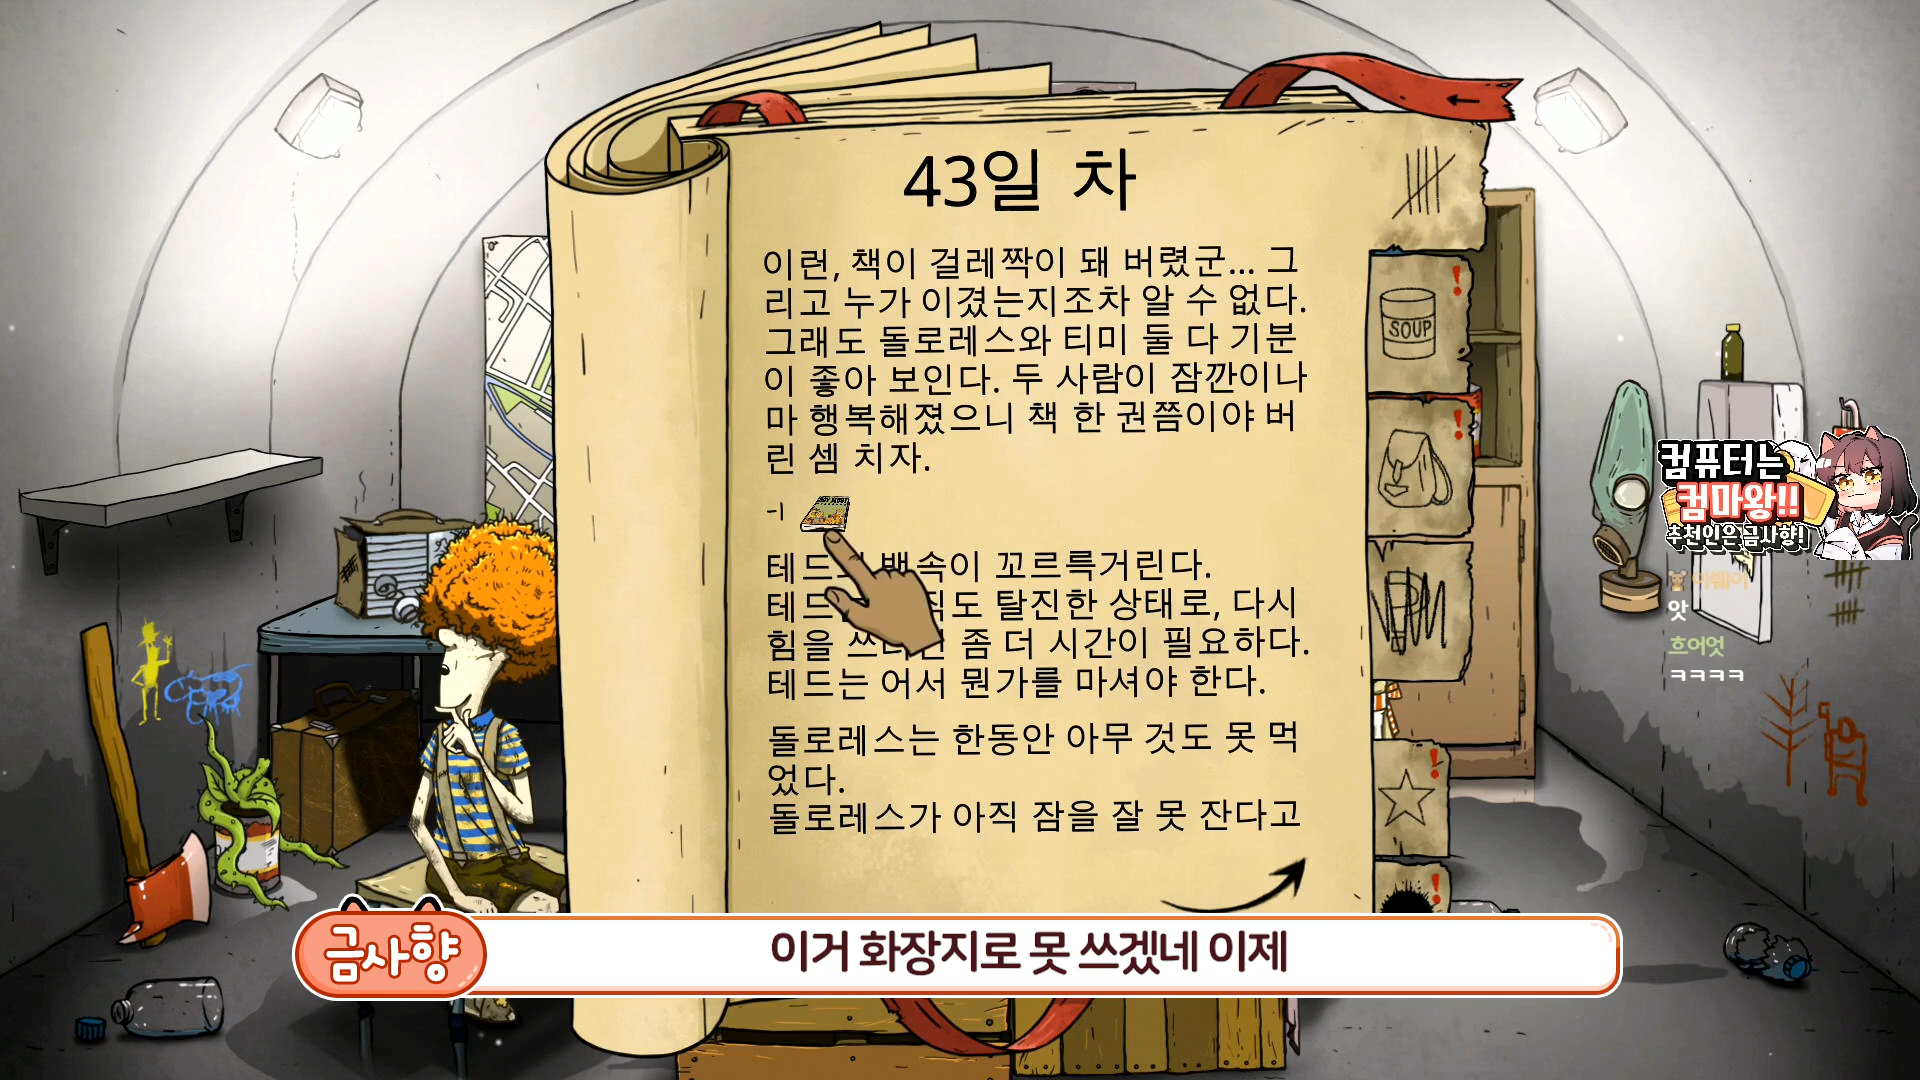 43일 차
이런, 책이 걸레짝이 돼 버렸군... 그
리고 누가 이겼는지조차 알 수 없다.
그래도 돌로레스와 티미 둘 다 기분
이 좋아 보인다. 두 사람이 잠깐이나
마 행복해졌으니 책 한 권쯤이야 버
린 셈 치자.
-1
테드의 뱃속이 꼬르륵거린다.
테드는 아직도 탈진한 상태로, 다시
힘을 쓰려면 좀 더 시간이 필요하다.
테드는 어서 뭔가를 마셔야 한다.
돌로레스는 한동안 아무 것도 못 먹
었다.
돌로레스가 아직 잠을 잘 못 잔다고
SOUP
컴퓨터는
컴마왕!!
추천인은 금사향!
앗
흐어엇
ㅋㅋㅋㅋ
금사향
이거 화장지로 못 쓰겠네 이제